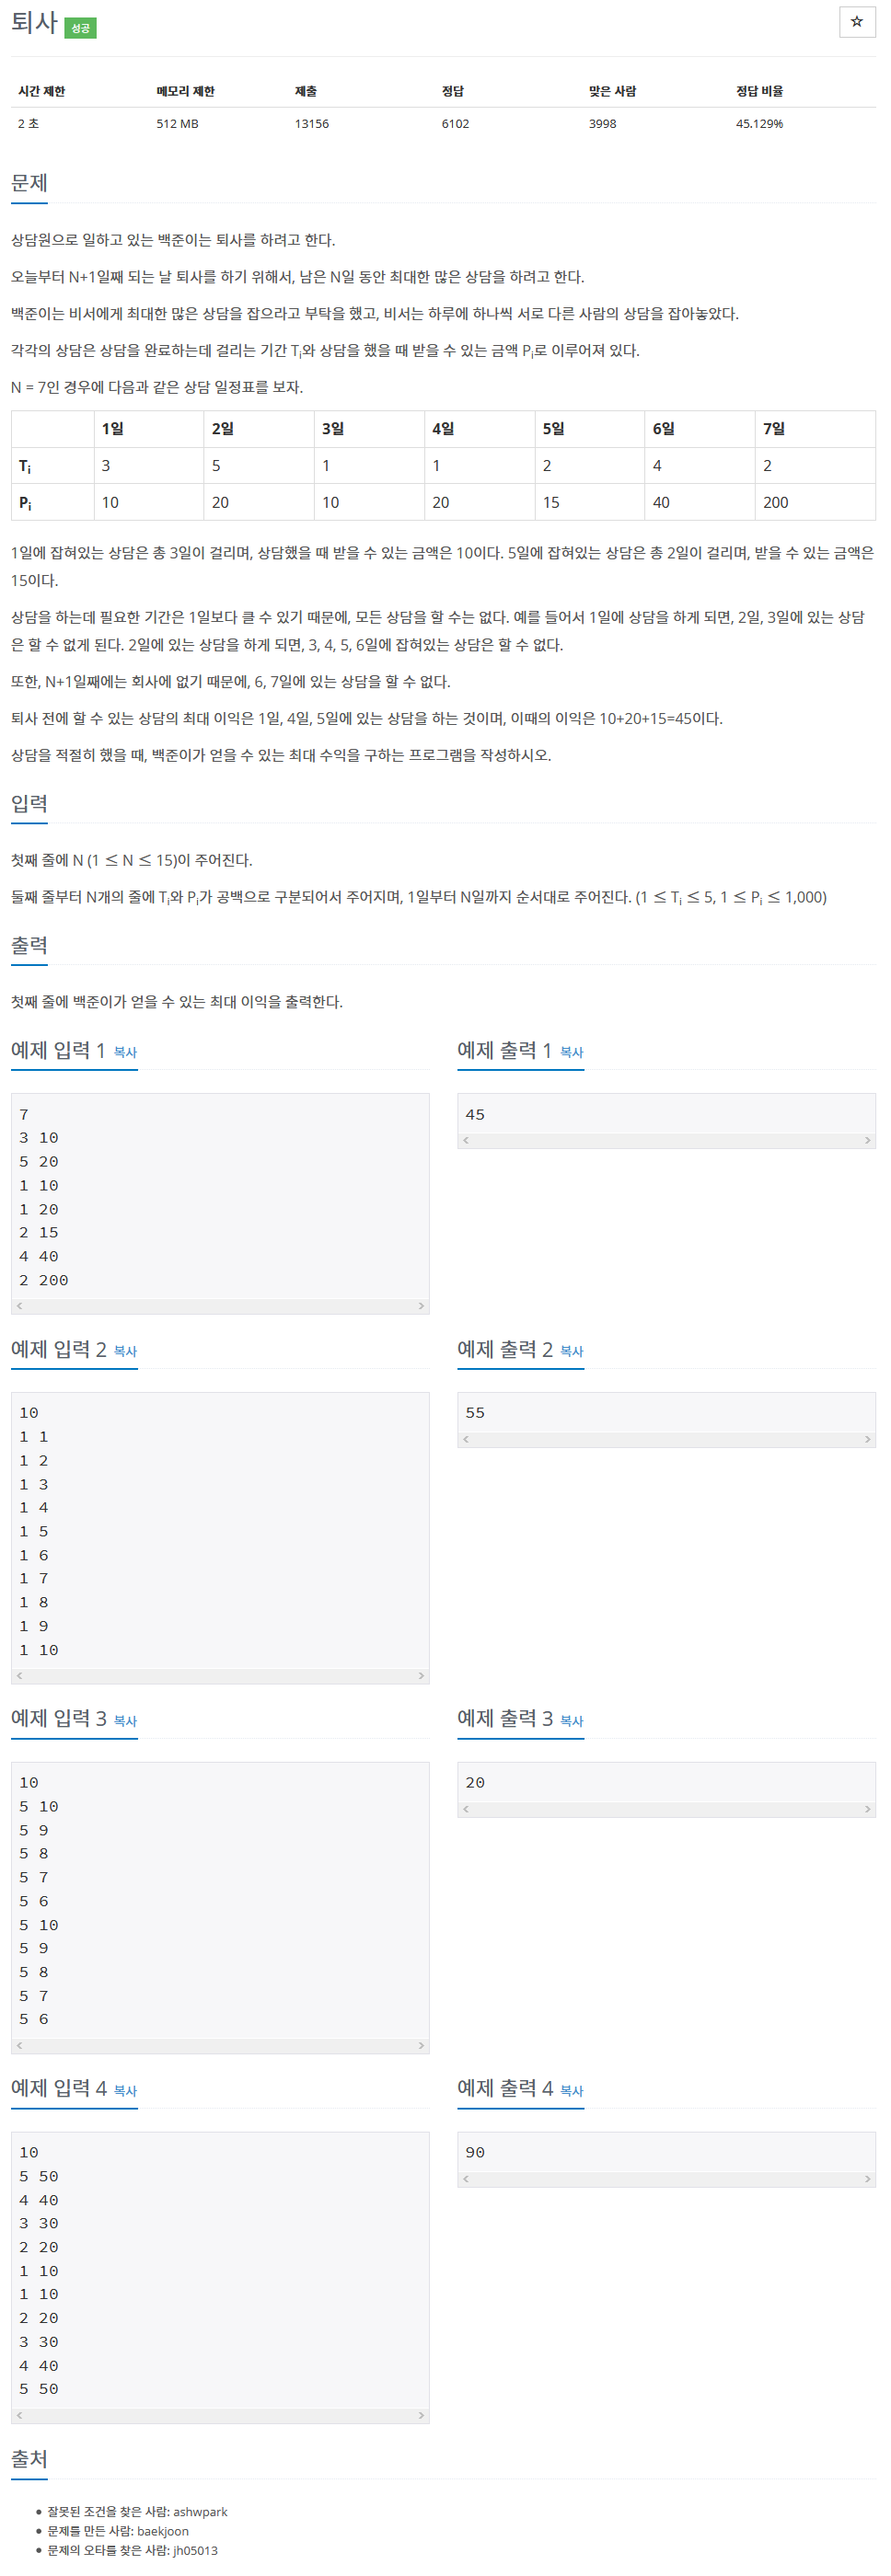 퇴사 성공 ☆
시간 제한 메모리 제한 제출 정답 맞은 사람 정답 비율
2 초 512 MB 13156 6102 3998 45.129%
문제
상담원으로 일하고 있는 백준이는 퇴사를 하려고 한다.
오늘부터 N+1일째 되는 날 퇴사를 하기 위해서, 남은 N일 동안 최대한 많은 상담을 하려고 한다.
백준이는 비서에게 최대한 많은 상담을 잡으라고 부탁을 했고, 비서는 하루에 하나씩 서로 다른 사람의 상담을 잡아놓았다.
각각의 상담은 상담을 완료하는데 걸리는 기간 Ti와 상담을 했을 때 받을 수 있는 금액 Pi로 이루어져 있다.
N = 7인 경우에 다음과 같은 상담 일정표를 보자.
1일 2일 3일 4일 5일 6일 7일
Ti 3 5 1 1 2 4 2
Pi 10 20 10 20 15 40 200
1일에 잡혀있는 상담은 총 3일이 걸리며, 상담했을 때 받을 수 있는 금액은 10이다. 5일에 잡혀있는 상담은 총 2일이 걸리며, 받을 수 있는 금액은
15이다.
상담을 하는데 필요한 기간은 1일보다 클 수 있기 때문에, 모든 상담을 할 수는 없다. 예를 들어서 1일에 상담을 하게 되면, 2일, 3일에 있는 상담
은 할 수 없게 된다. 2일에 있는 상담을 하게 되면, 3, 4, 5, 6일에 잡혀있는 상담은 할 수 없다.
또한, N+1일째에는 회사에 없기 때문에, 6, 7일에 있는 상담을 할 수 없다.
퇴사 전에 할 수 있는 상담의 최대 이익은 1일, 4일, 5일에 있는 상담을 하는 것이며, 이때의 이익은 10+20+15=45이다.
상담을 적절히 했을 때, 백준이가 얻을 수 있는 최대 수익을 구하는 프로그램을 작성하시오.
입력
첫째 줄에 N (1 ≤ N ≤ 15)이 주어진다.
둘째 줄부터 N개의 줄에 Ti와 Pi가 공백으로 구분되어서 주어지며, 1일부터 N일까지 순서대로 주어진다. (1 ≤ Ti ≤ 5, 1 ≤ Pi ≤ 1,000)
출력
첫째 줄에 백준이가 얻을 수 있는 최대 이익을 출력한다.
예제 입력 1 복사
7
3 10
5 20
1 10
1 20
2 15
4 40
2 200
예제 출력 1 복사
45
예제 입력 2 복사
10
1 1
1 2
1 3
1 4
1 5
1 6
1 7
1 8
1 9
1 10
예제 출력 2 복사
55
예제 입력 3 복사
10
5 10
5 9
5 8
5 7
5 6
5 10
5 9
5 8
5 7
5 6
예제 출력 3 복사
20
예제 입력 4 복사
10
5 50
4 40
3 30
2 20
1 10
1 10
2 20
3 30
4 40
5 50
예제 출력 4 복사
90
출처
잘못된 조건을 찾은 사람: ashwpark
문제를 만든 사람: baekjoon
문제의 오타를 찾은 사람: jh05013